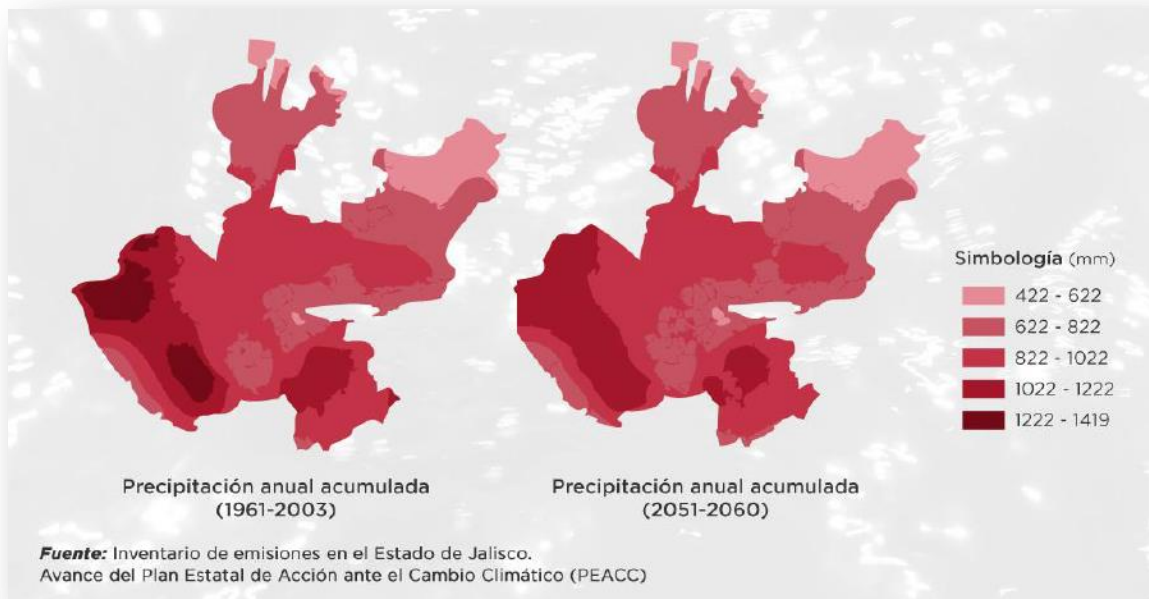 Simbología (mm)
422 - 622
622 - 822
822 - 1022
1022 - 1222
1222 - 1419
Precipitación anual acumulada
(1961-2003)
Precipitación anual acumulada
(2051-2060)
Fuente: Inventario de emisiones en el Estado de Jalisco.
Avance del Plan Estatal de Acción ante el Cambio Climático (PEACC)